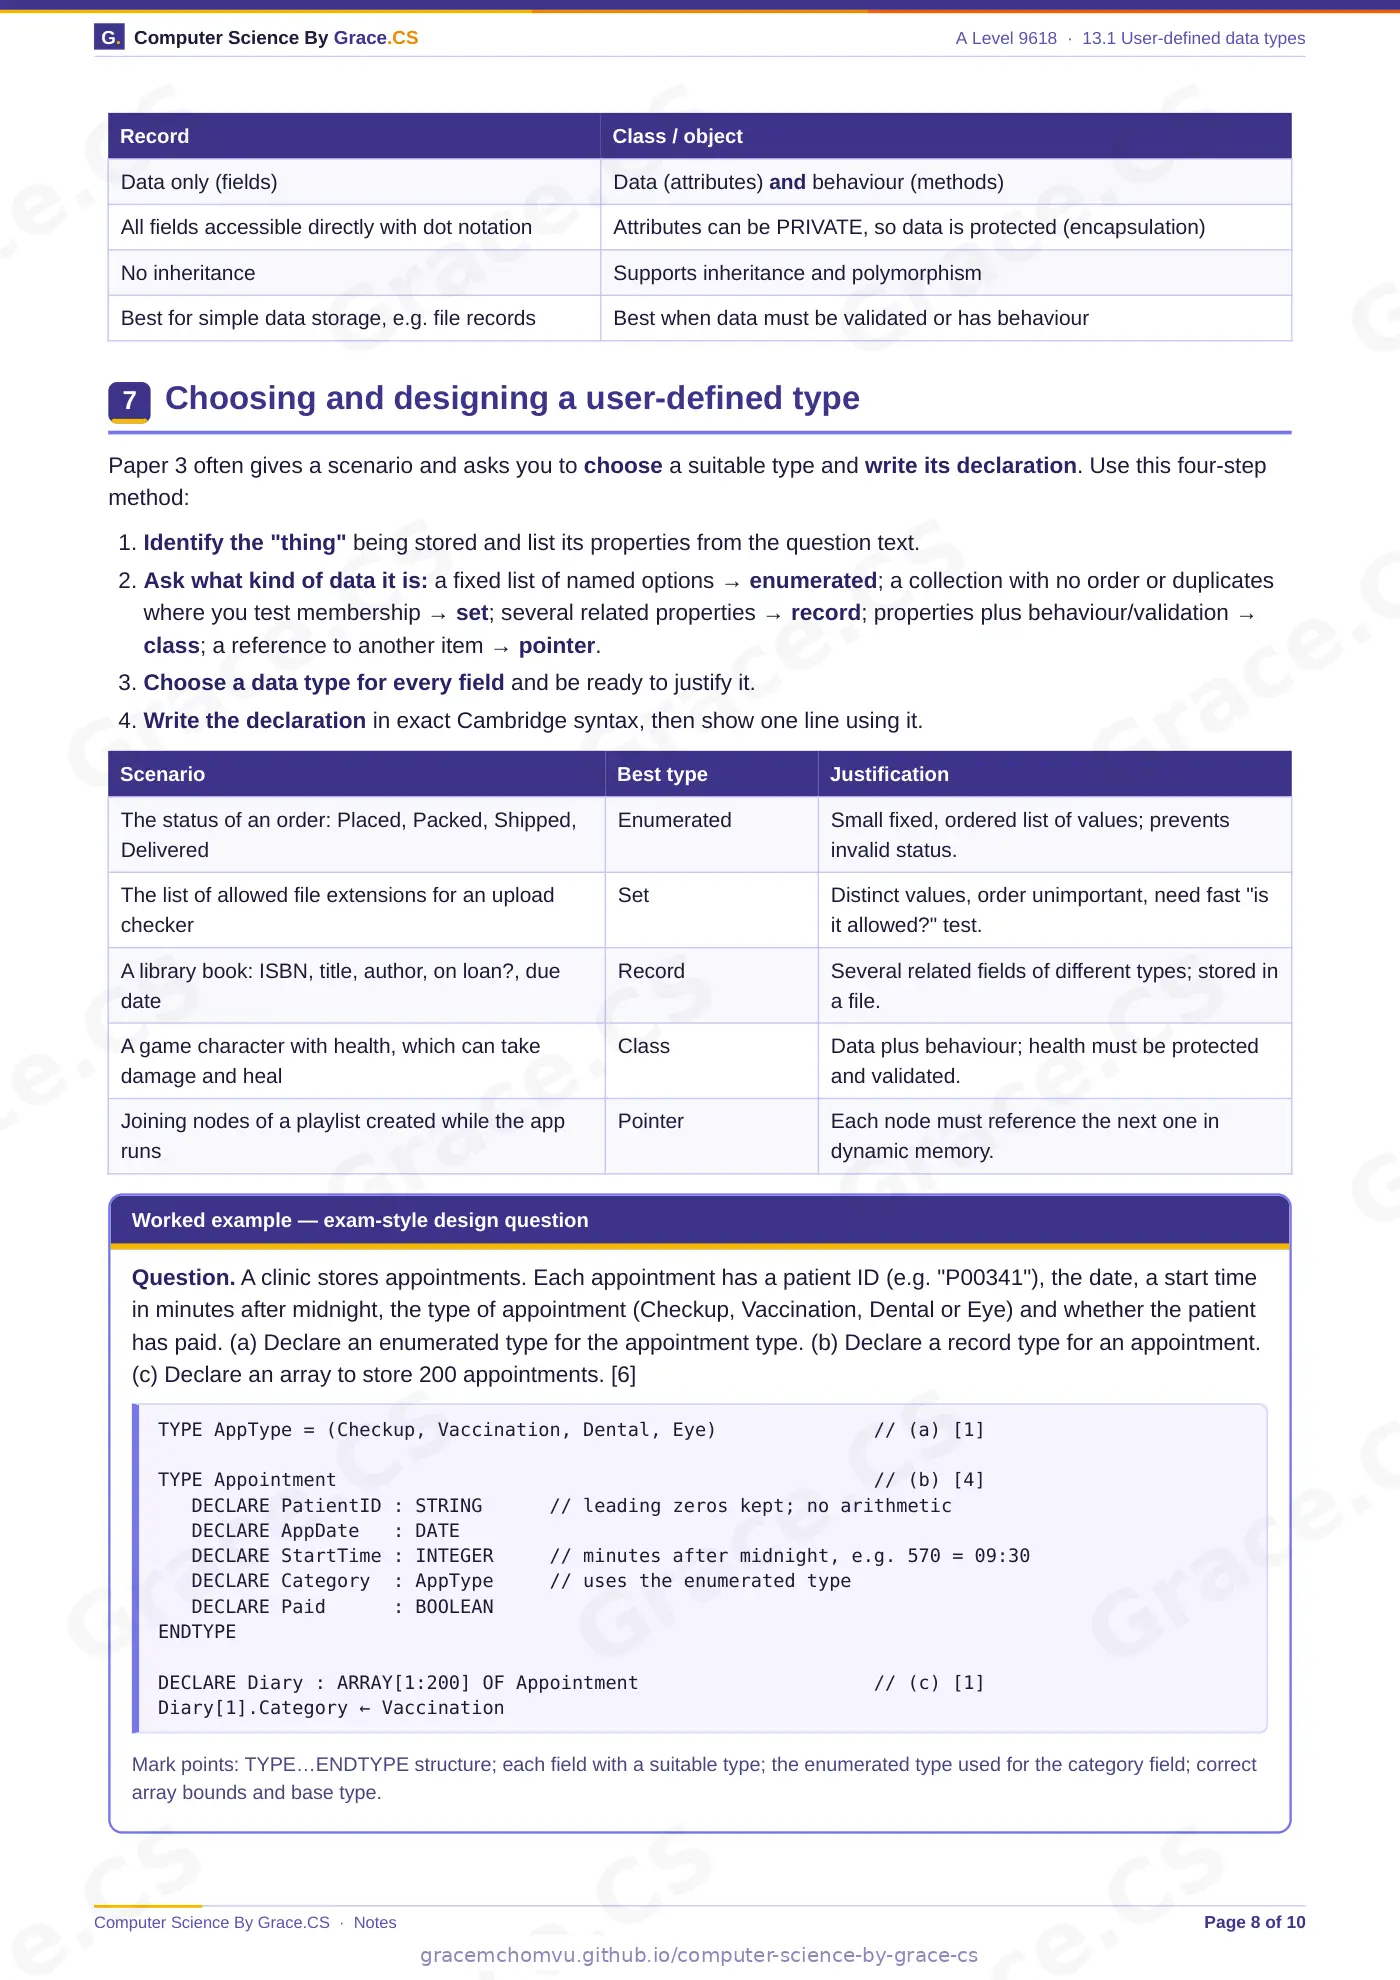 G. Computer Science By Grace.CS
A Level 9618 · 13.1 User-defined data types
Record Class / object
Data only (fields) Data (attributes) and behaviour (methods)
All fields accessible directly with dot notation Attributes can be PRIVATE, so data is protected (encapsulation)
No inheritance Supports inheritance and polymorphism
Best for simple data storage, e.g. file records Best when data must be validated or has behaviour
7 Choosing and designing a user-defined type
Paper 3 often gives a scenario and asks you to choose a suitable type and write its declaration. Use this four-step
method:
1. Identify the "thing" being stored and list its properties from the question text.
2. Ask what kind of data it is: a fixed list of named options → enumerated; a collection with no order or duplicates
where you test membership → set; several related properties → record; properties plus behaviour/validation →
class; a reference to another item → pointer.
3. Choose a data type for every field and be ready to justify it.
4. Write the declaration in exact Cambridge syntax, then show one line using it.
Scenario Best type Justification
The status of an order: Placed, Packed, Shipped, Enumerated Small fixed, ordered list of values; prevents
Delivered invalid status.
The list of allowed file extensions for an upload Set Distinct values, order unimportant, need fast "is
checker it allowed?" test.
A library book: ISBN, title, author, on loan?, due Record Several related fields of different types; stored in
date a file.
A game character with health, which can take Class Data plus behaviour; health must be protected
damage and heal and validated.
Joining nodes of a playlist created while the app Pointer Each node must reference the next one in
runs dynamic memory.
Worked example — exam-style design question
Question. A clinic stores appointments. Each appointment has a patient ID (e.g. "P00341"), the date, a start time
in minutes after midnight, the type of appointment (Checkup, Vaccination, Dental or Eye) and whether the patient
has paid. (a) Declare an enumerated type for the appointment type. (b) Declare a record type for an appointment.
(c) Declare an array to store 200 appointments. [6]
TYPE AppType = (Checkup, Vaccination, Dental, Eye) // (a) [1]
TYPE Appointment // (b) [4]
DECLARE PatientID : STRING // leading zeros kept; no arithmetic
DECLARE AppDate : DATE
DECLARE StartTime : INTEGER // minutes after midnight, e.g. 570 = 09:30
DECLARE Category : AppType // uses the enumerated type
DECLARE Paid : BOOLEAN
ENDTYPE
DECLARE Diary : ARRAY[1:200] OF Appointment // (c) [1]
Diary[1].Category ← Vaccination
Mark points: TYPE…ENDTYPE structure; each field with a suitable type; the enumerated type used for the category field; correct
array bounds and base type.
Computer Science By Grace.CS · Notes
Page 8 of 10
gracemchomvu.github.io/computer-science-by-grace-cs